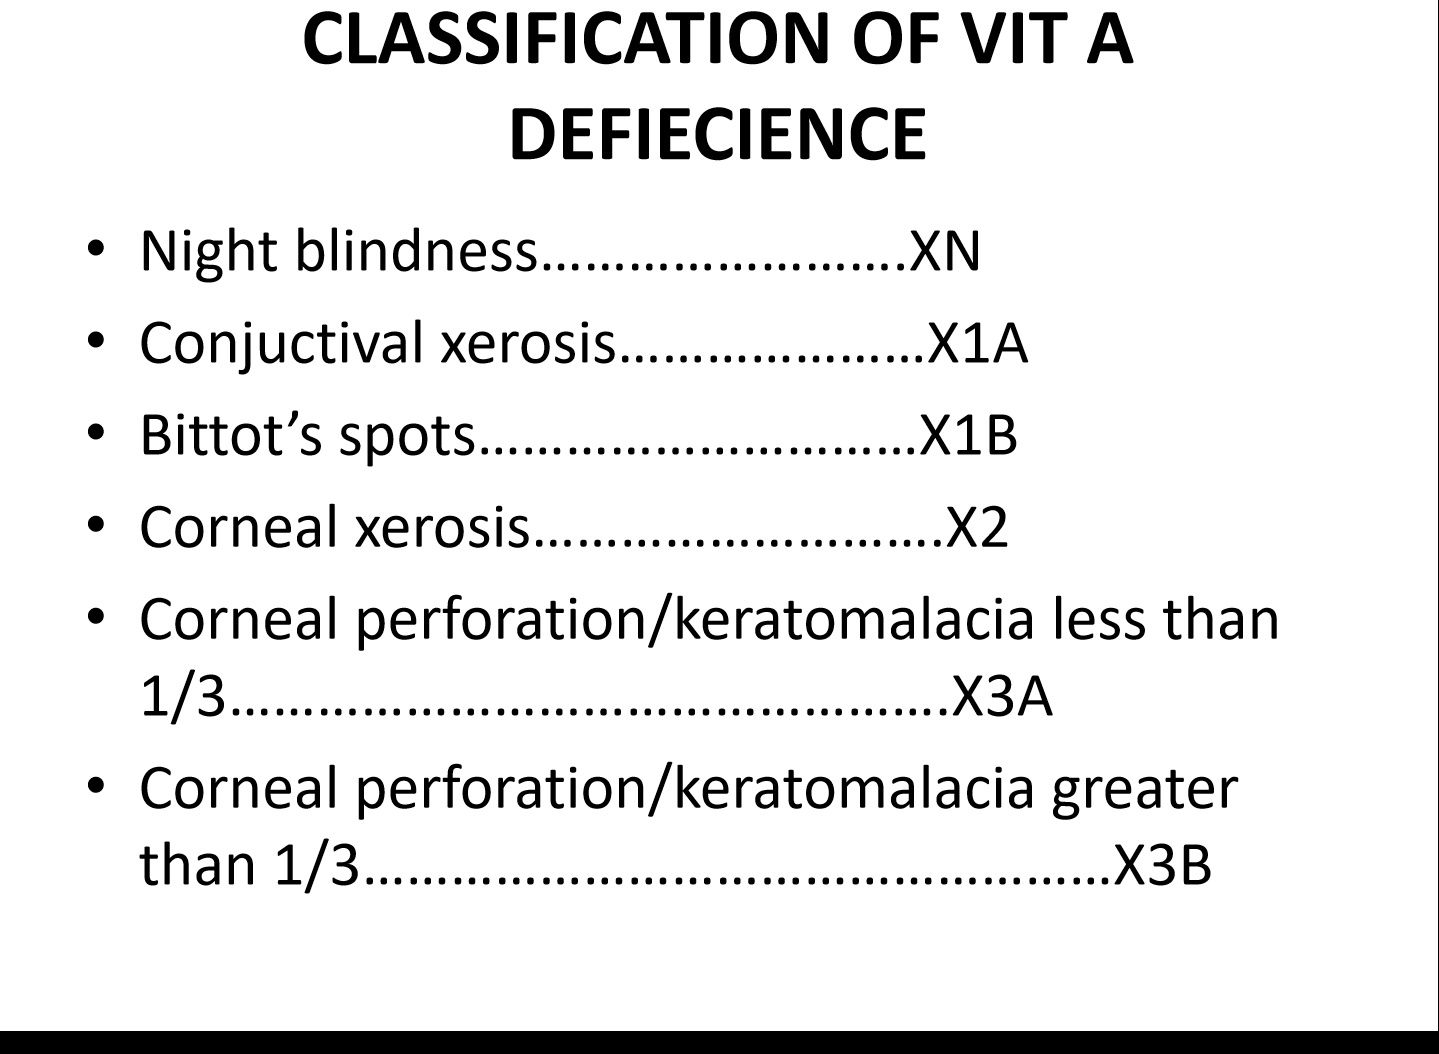 CLASSIFICATION OF VIT A
DEFIECIENCE
• Night blindness…………………….XN
• Conjuctival xerosis…………………X1A
• Bittot’s spots…………………………X1B
• Corneal xerosis……………………….X2
• Corneal perforation/keratomalacia less than
1/3………………………………………….X3A
• Corneal perforation/keratomalacia greater
than 1/3……………………………………………X3B